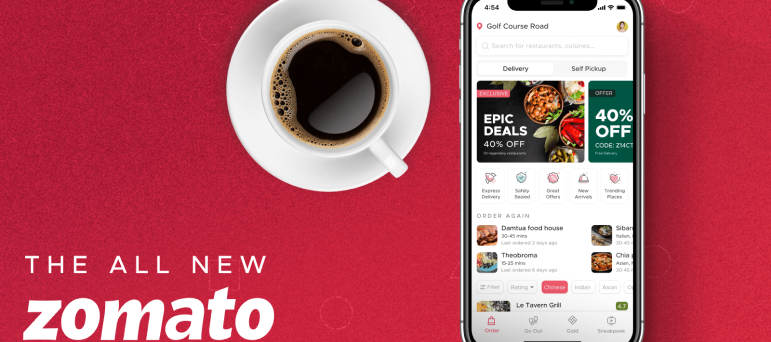 THE ALL NEW
zomato
4:54
Golf Course Road
Search for restaurants, cuisines...
Delivery
Self Pickup
EXCLUSIVE
EPIC
DEALS
40% OFF
On legendary restaurants
OFFER
40%
OFF
CODE: Z14CT
Free Delivery
Express
Delivery
Safely
Sealed
Great
Offers
New
Arrivals
Trending
Places
ORDER AGAIN
Damtua food house
30-45 mins
Last ordered 2 days ago
Theobroma
15-25 mins
Last ordered 6 days ago
Italian,
30-45
Chia
Asian,
30-45
Filter
Rating
Chinese
Indian
Asian
Le Tavern Grill
4.7
Order
Go Out
Gold
Sneakpeek